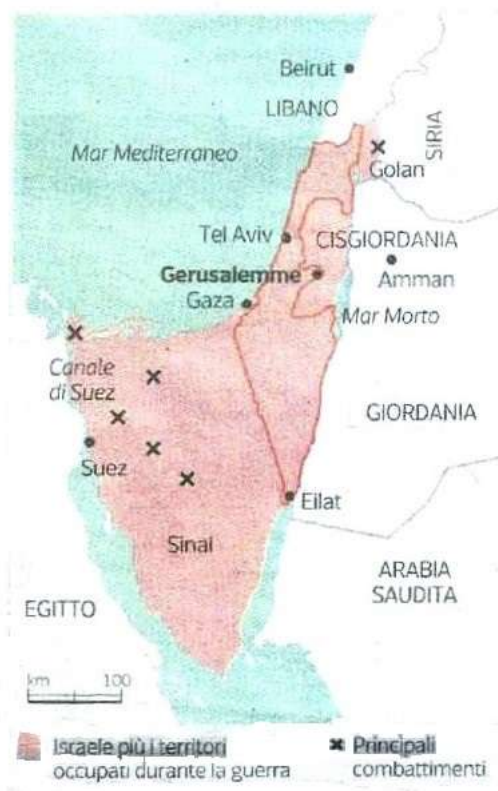 Beirut
LIBANO
SIRIA
Mar Mediterraneo
Golan
Tel Aviv
CISGIORDANIA
Gerusalemme
Amman
Gaza
Mar Morto
Canale
di Suez
GIORDANIA
Suez
Eilat
Sinai
ARABIA
SAUDITA
EGITTO
km 100
Israele più i territori
occupati durante la guerra
Principali
combattimenti